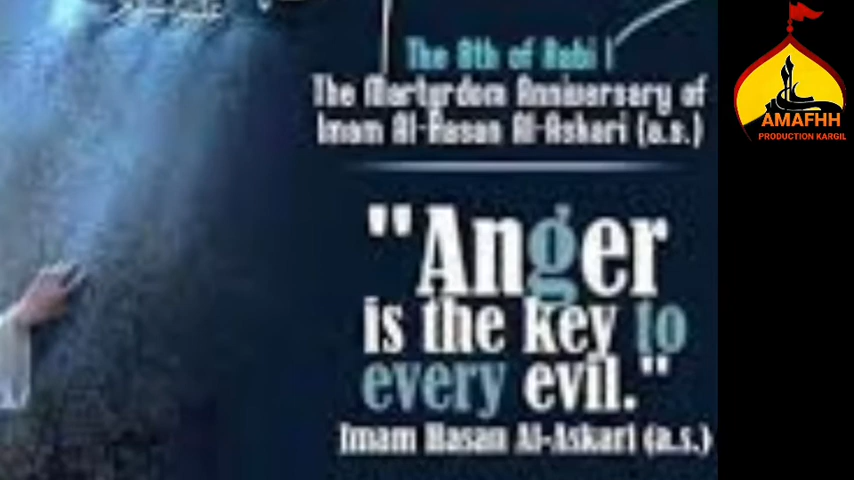 The 8th of Rabi I
The Martyrdom Anniversary of
Imam Al-Hasan Al-Askari (a.s.)
"Anger
is the key to
every evil."
Imam Hasan Al-Askari (a.s.)
AMAFHH
PRODUCTION KARGIL